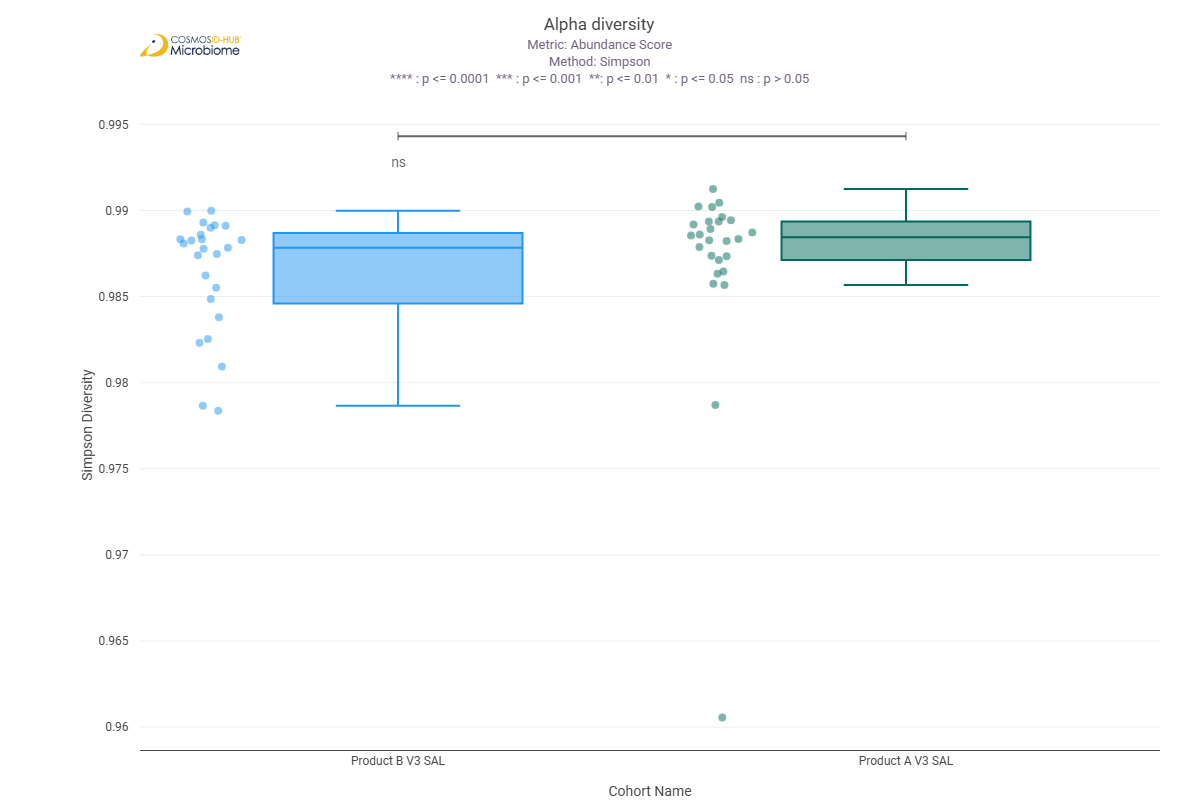 Alpha diversity
COSMOSID-HUB
Microbiome
Metric: Abundance Score
Method: Simpson
**** : p <= 0.0001 *** : p <= 0.001 **: p <= 0.01 * : p <= 0.05 ns : p > 0.05
0.995
ns
0.99
0.985
0.98
Simpson Diversity
0.975
0.97
0.965
0.96
Product B V3 SAL
Product A V3 SAL
Cohort Name